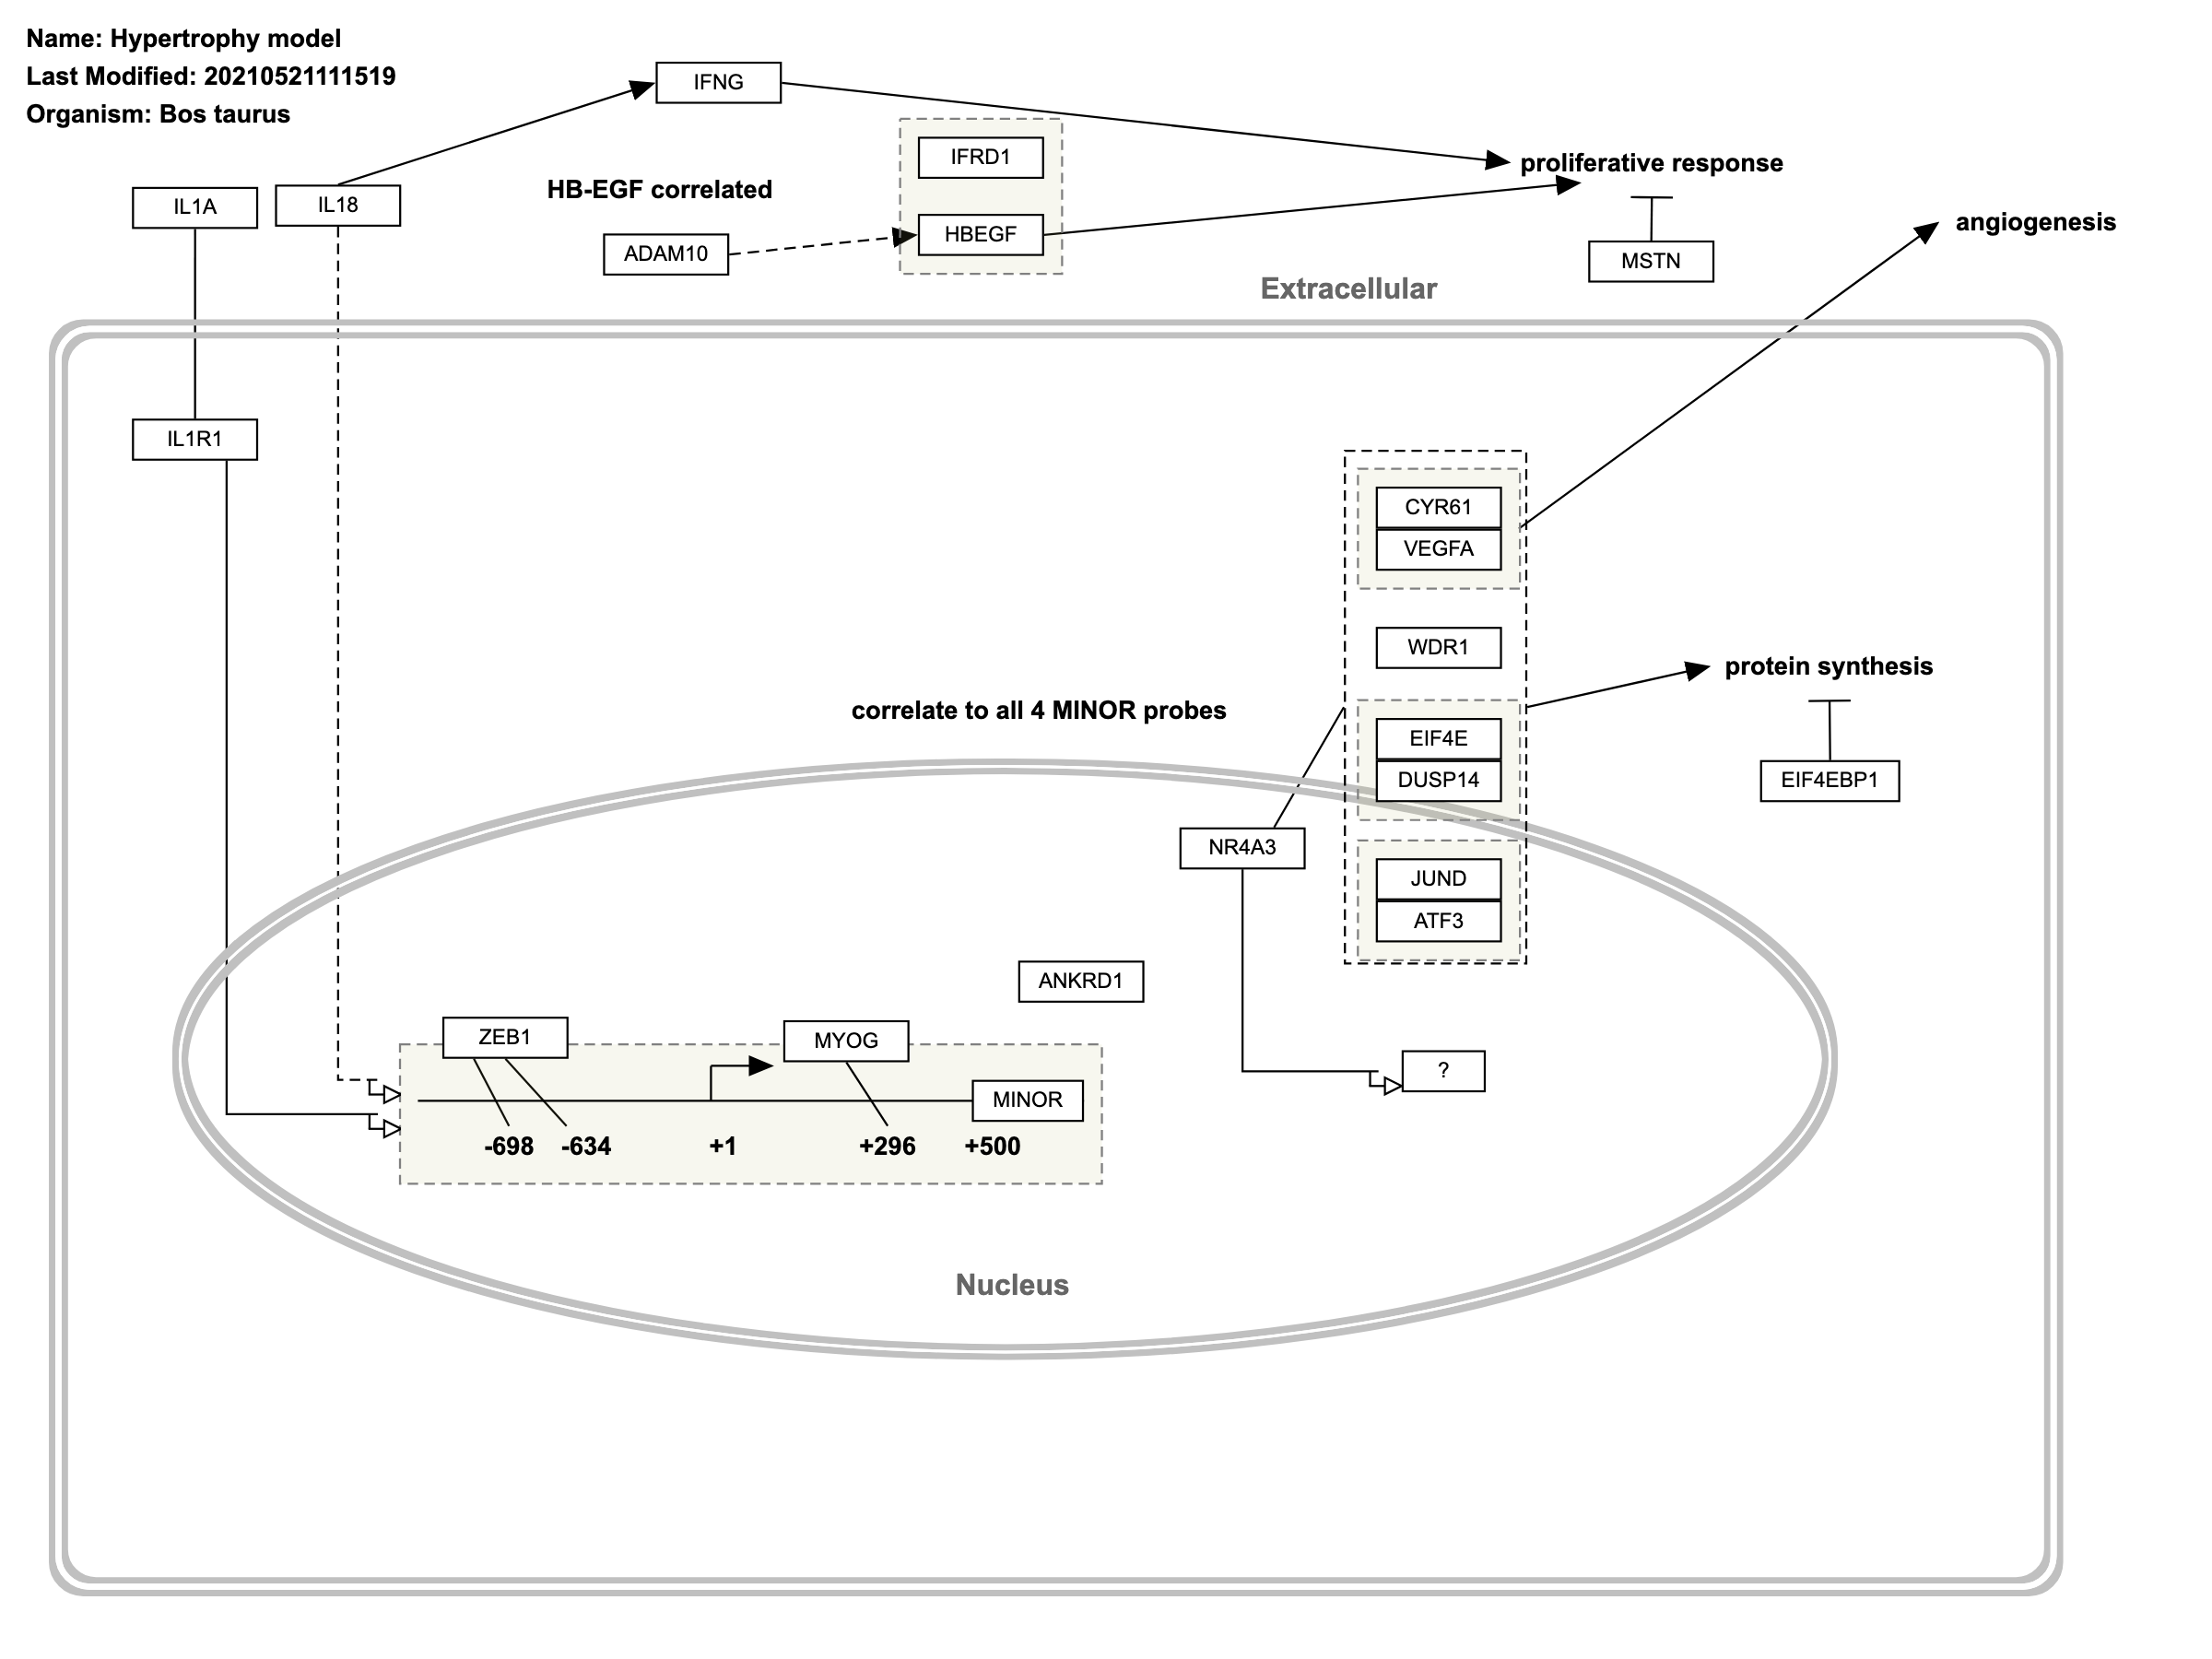 Name: Hypertrophy model
Last Modified: 20210521111519
Organism: Bos taurus
IFNG
IFRD1
proliferative response
HB-EGF correlated
IL1A
IL18
HBEGF
angiogenesis
ADAM10
MSTN
Extracellular
IL1R1
CYR61
VEGFA
WDR1
protein synthesis
correlate to all 4 MINOR probes
EIF4E
DUSP14
EIF4EBP1
NR4A3
JUND
ATF3
ANKRD1
ZEB1
MYOG
?
MINOR
-698
-634
+1
+296
+500
Nucleus